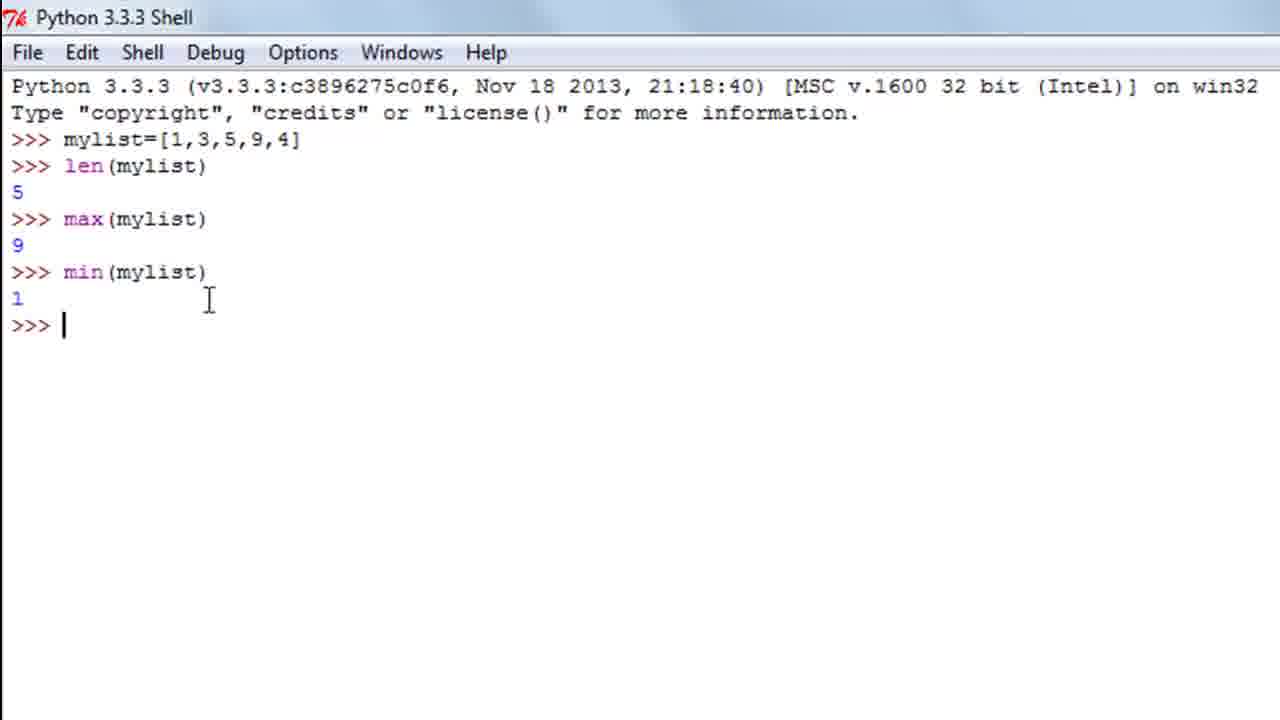 Python 3.3.3 Shell
File Edit Shell Debug Options Windows Help
Python 3.3.3 (v3.3.3:c3896275c0f6, Nov 18 2013, 21:18:40) [MSC v.1600 32 bit (Intel)] on win32
Type "copyright", "credits" or "license()" for more information.
>>> mylist=[1,3,5,9,4]
>>> len(mylist)
5
>>> max(mylist)
9
>>> min(mylist)
1
>>>